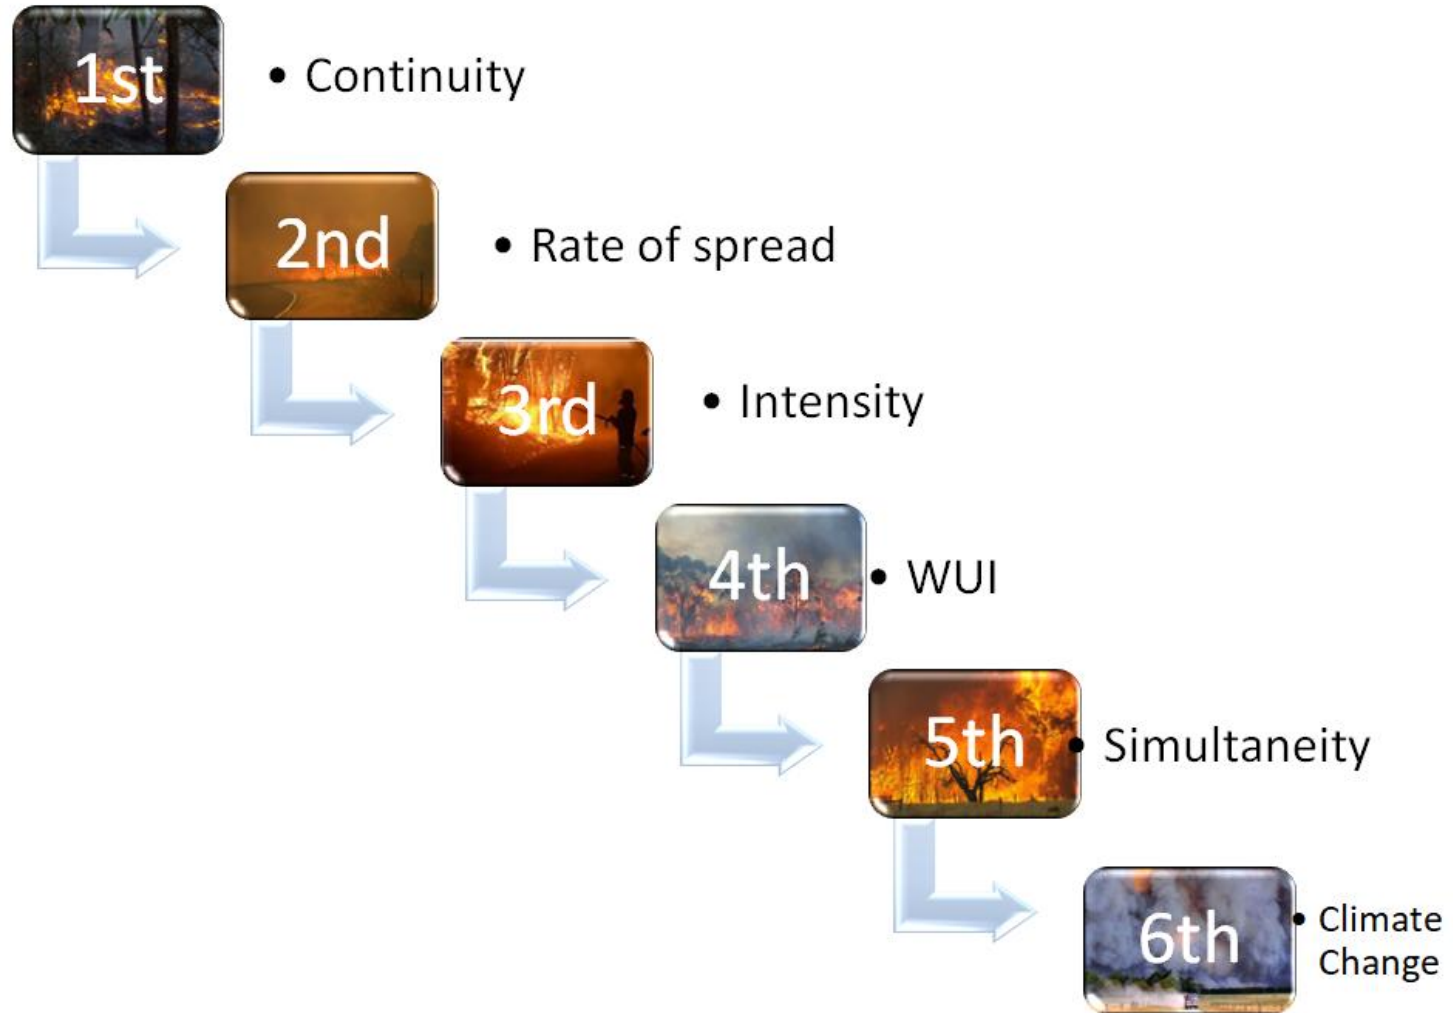 1st
• Continuity
2nd
• Rate of spread
3rd
• Intensity
4th
• WUI
5th
• Simultaneity
6th
• Climate
Change